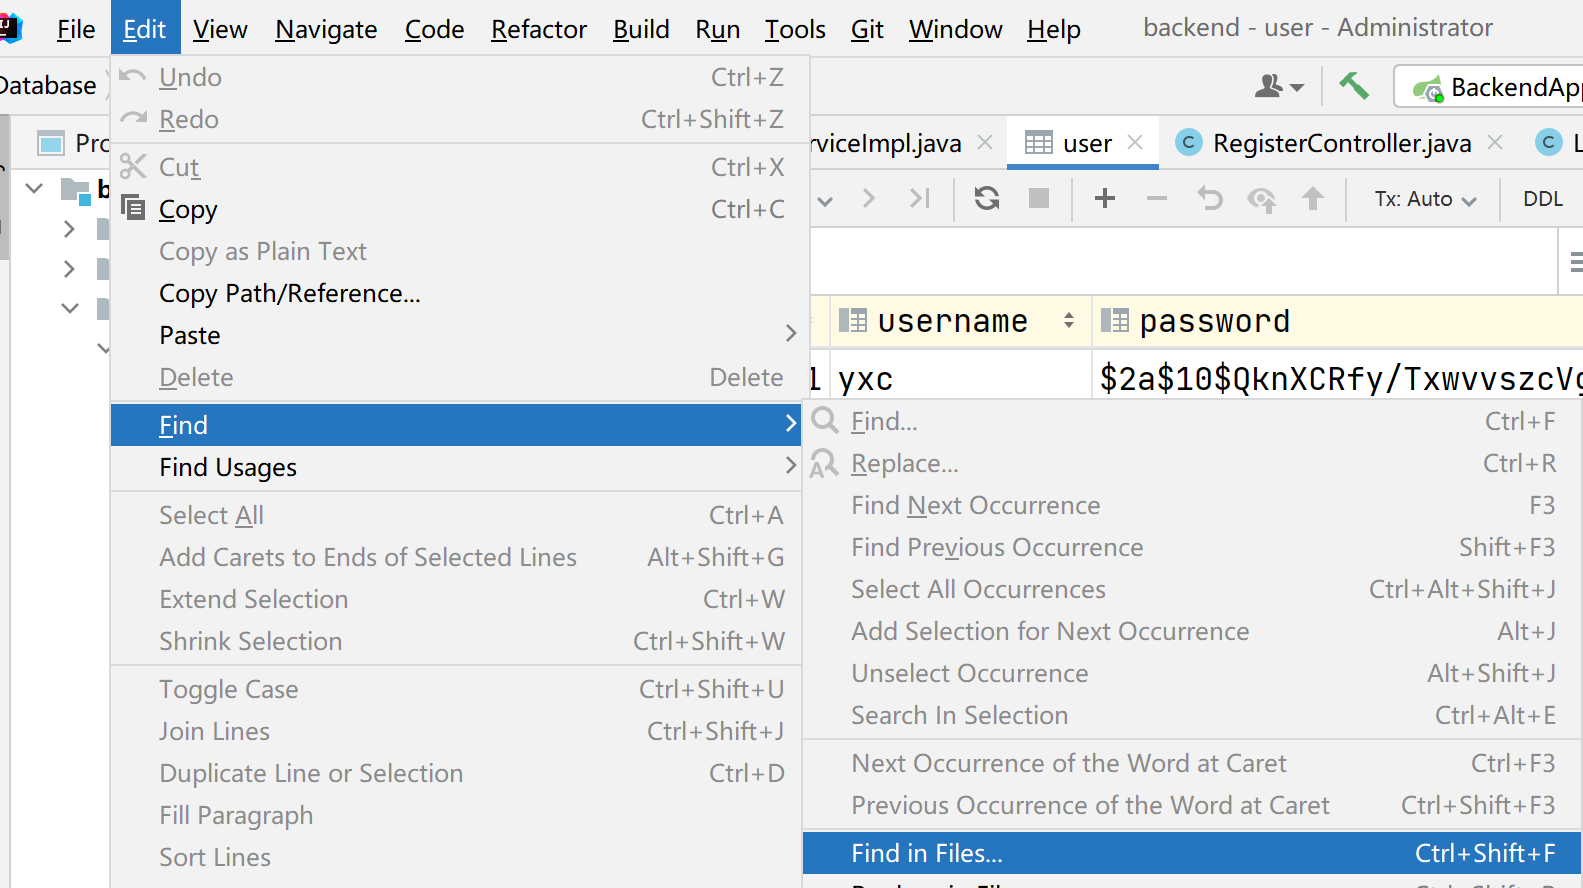 File Edit View Navigate Code Refactor Build Run Tools Git Window Help backend - user - Administrator
Database
BackendApp
Undo Ctrl+Z
Redo Ctrl+Shift+Z
Pro
rviceImpl.java user RegisterController.java L
Cut Ctrl+X
b
Tx: Auto DDL
Copy Ctrl+C
Copy as Plain Text
Copy Path/Reference...
username password
Paste
Delete Delete
1 yxc $2a$10$QknXCRfy/TxwvvszcVg
Find
Find... Ctrl+F
Find Usages
Replace... Ctrl+R
Find Next Occurrence F3
Select All Ctrl+A
Find Previous Occurrence Shift+F3
Add Carets to Ends of Selected Lines Alt+Shift+G
Select All Occurrences Ctrl+Alt+Shift+J
Extend Selection Ctrl+W
Add Selection for Next Occurrence Alt+J
Shrink Selection Ctrl+Shift+W
Unselect Occurrence Alt+Shift+J
Toggle Case Ctrl+Shift+U
Search In Selection Ctrl+Alt+E
Join Lines Ctrl+Shift+J
Next Occurrence of the Word at Caret Ctrl+F3
Duplicate Line or Selection Ctrl+D
Previous Occurrence of the Word at Caret Ctrl+Shift+F3
Fill Paragraph
Find in Files... Ctrl+Shift+F
Sort Lines